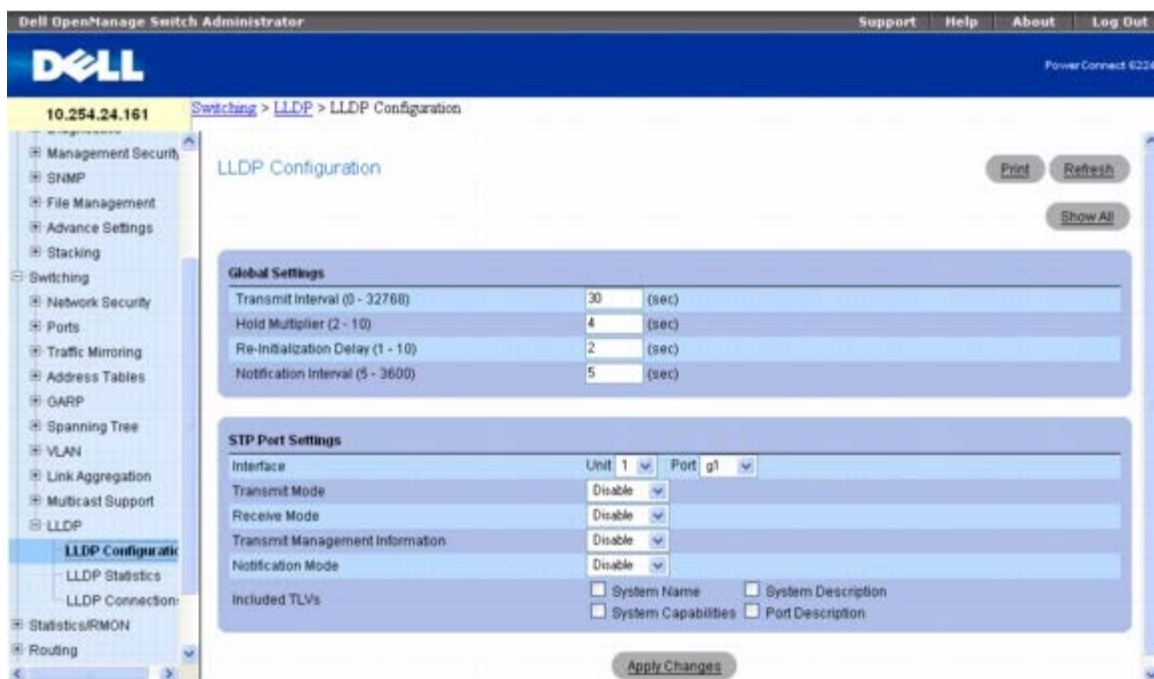 Dell OpenManage Switch Administrator
Support Help About Log Out
DELL
PowerConnect 6224
10.254.24.161
Switching > LLDP > LLDP Configuration
Management Security
SNMP
File Management
Advance Settings
Stacking
Switching
Network Security
Ports
Traffic Mirroring
Address Tables
GARP
Spanning Tree
VLAN
Link Aggregation
Multicast Support
LLDP
LLDP Configuratio
LLDP Statistics
LLDP Connections
Statistics/RMON
Routing
LLDP Configuration
Print Refresh
Show All
Global Settings
Transmit Interval (0 - 32768) 30 (sec)
Hold Multiplier (2 - 10) 4 (sec)
Re-Initialization Delay (1 - 10) 2 (sec)
Notification Interval (5 - 3600) 5 (sec)
STP Port Settings
Interface Unit 1 Port g1
Transmit Mode Disable
Receive Mode Disable
Transmit Management Information Disable
Notification Mode Disable
Included TLVs
System Name System Description
System Capabilities Port Description
Apply Changes